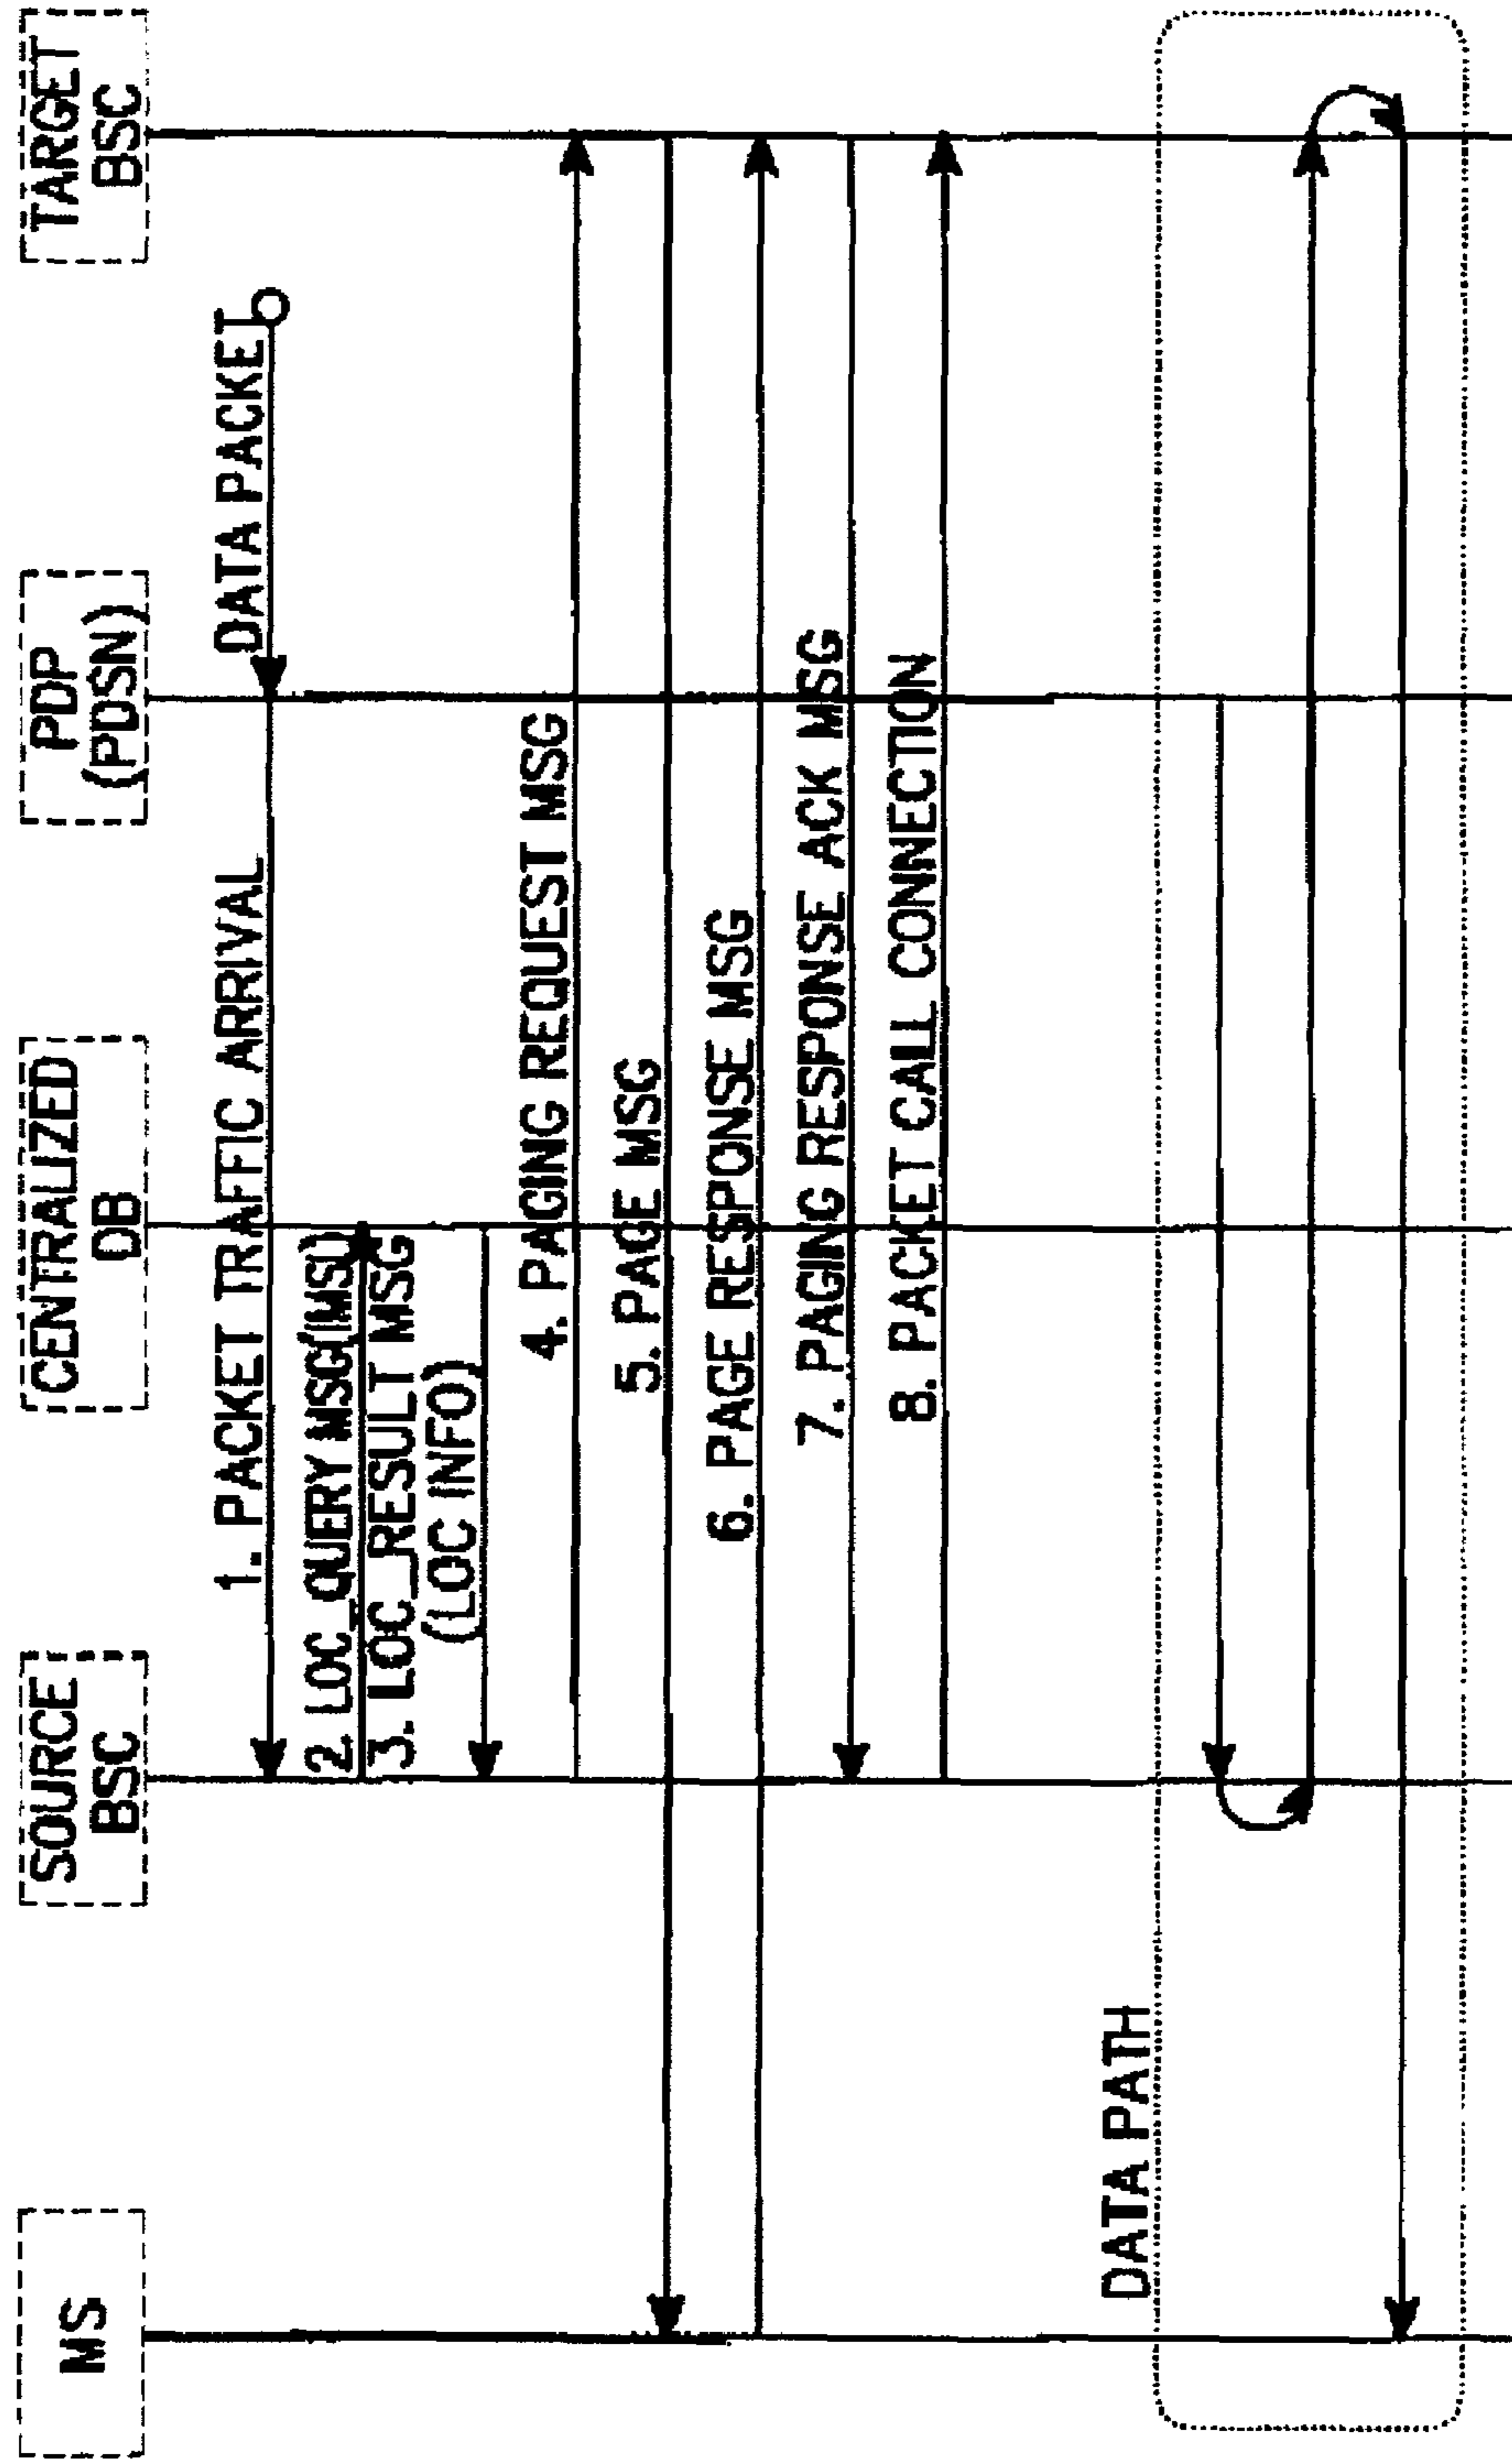 MS
SOURCE
BSC
CENTRALIZED
DB
PDP
(PDSN)
TARGET
BSC
DATA PACKET
1. PACKET TRAFFIC ARRIVAL
2. LOC_QUERY MSG(IMSI)
3. LOC_RESULT MSG
(LOC INFO)
4. PAGING REQUEST MSG
5. PAGE MSG
6. PAGE RESPONSE MSG
7. PAGING RESPONSE ACK MSG
8. PACKET CALL CONNECTION
DATA PATH